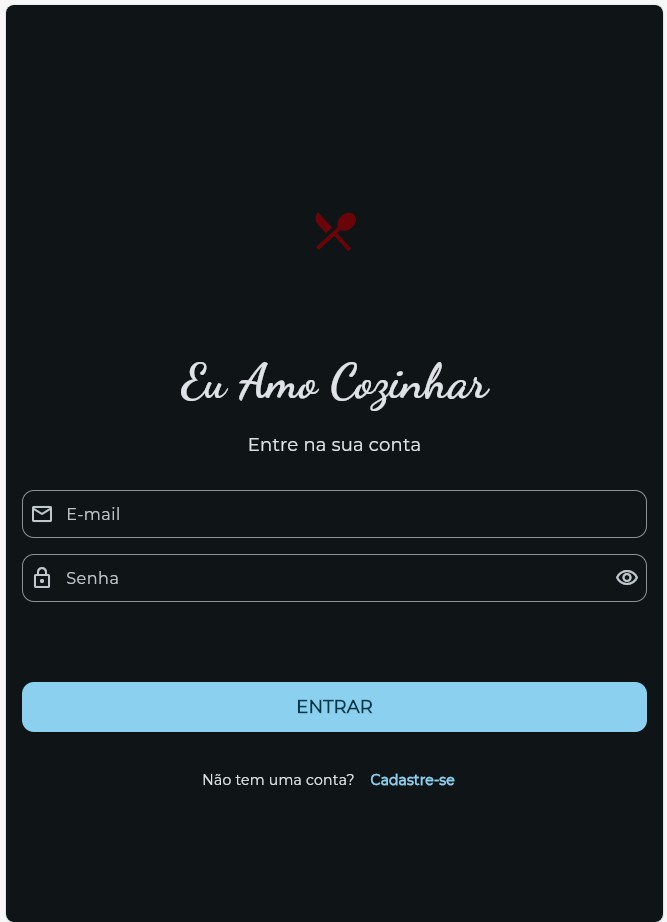 Eu Amo Cozinhar
Entre na sua conta
E-mail
Senha
ENTRAR
Não tem uma conta? Cadastre-se